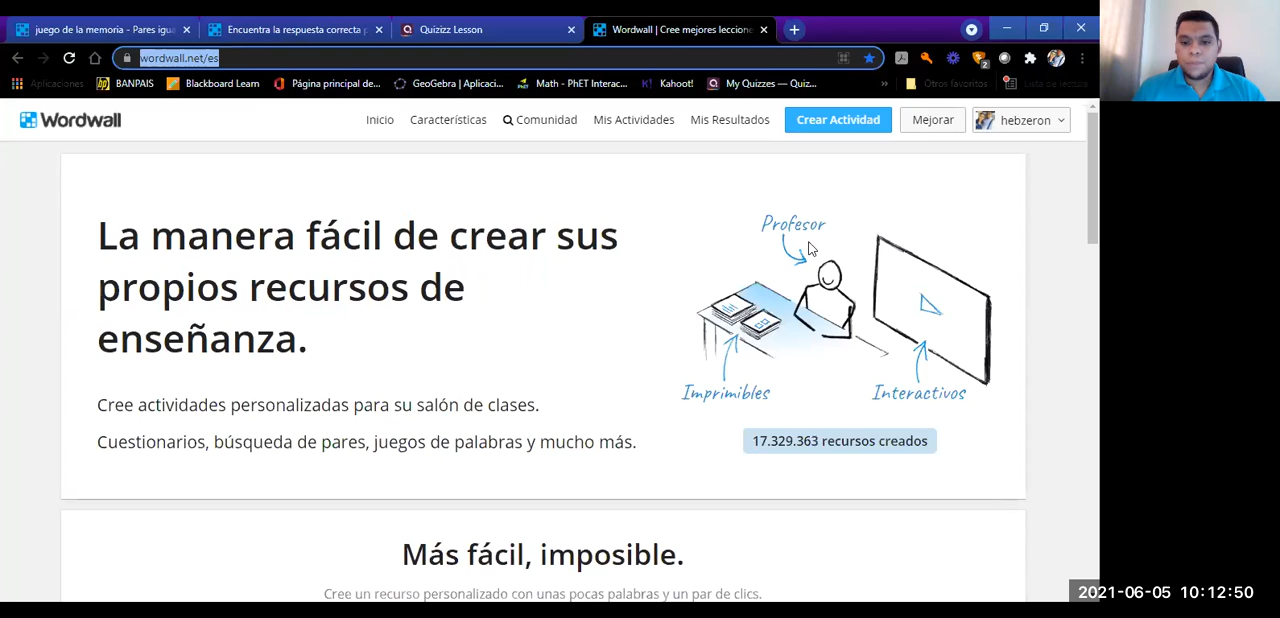 juego de la memoria - Pares igua
Encuentra la respuesta correcta p
Quizizz Lesson
Wordwall | Cree mejores leccione
wordwall.net/es
2
Aplicaciones
BANPAIS
Blackboard Learn
Página principal de...
GeoGebra | Aplicaci...
Math - PhET Interac...
Kahoot!
My Quizzes — Quiz...
»
Otros favoritos
Lista de lectura
Wordwall
Inicio
Características
Comunidad
Mis Actividades
Mis Resultados
Crear Actividad
Mejorar
hebzeron
La manera fácil de crear sus
propios recursos de
enseñanza.
Cree actividades personalizadas para su salón de clases.
Cuestionarios, búsqueda de pares, juegos de palabras y mucho más.
Profesor
Imprimibles
Interactivos
17.329.363 recursos creados
Más fácil, imposible.
Cree un recurso personalizado con unas pocas palabras y un par de clics.
2021-06-05 10:12:50